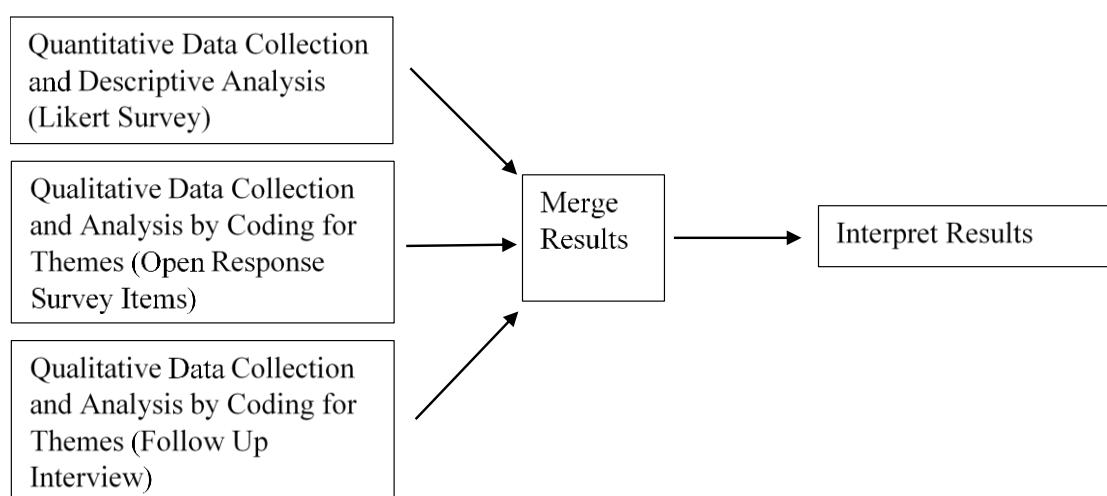 Quantitative Data Collection
and Descriptive Analysis
(Likert Survey)
Qualitative Data Collection
and Analysis by Coding for
Themes (Open Response
Survey Items)
Qualitative Data Collection
and Analysis by Coding for
Themes (Follow Up
Interview)
Merge
Results
Interpret Results